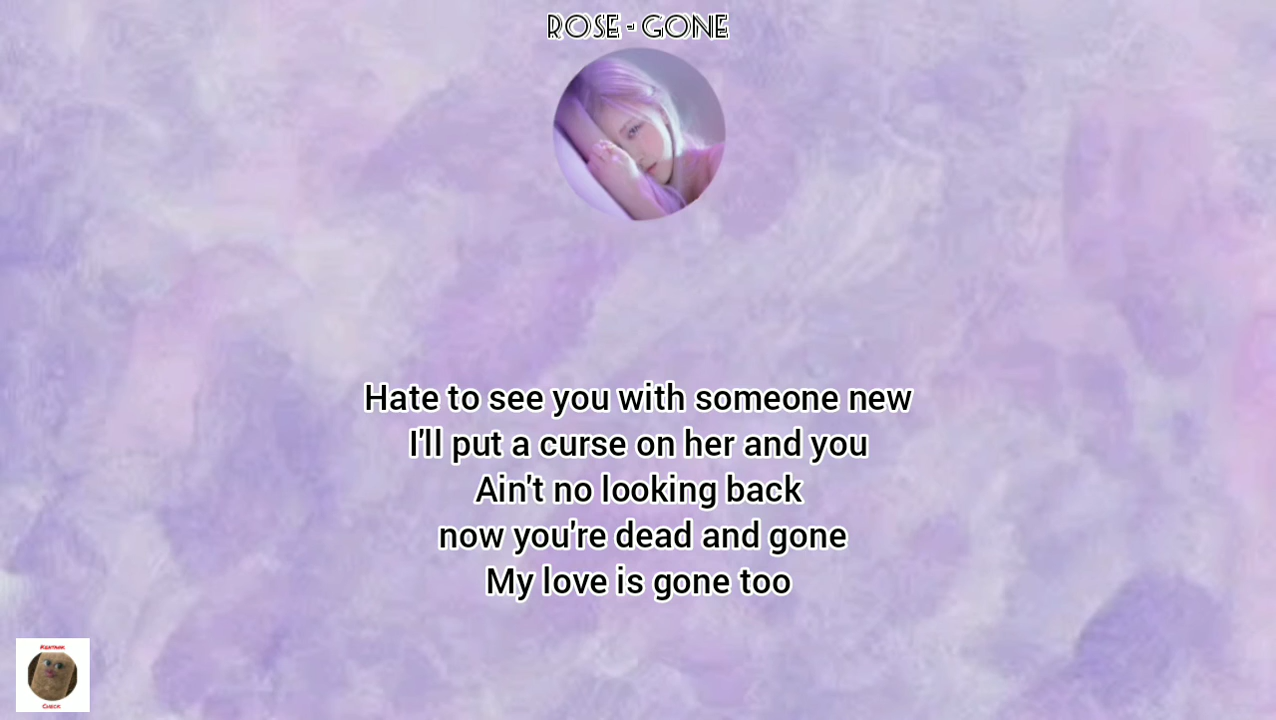 ROSE - GONE
Hate to see you with someone new
I'll put a curse on her and you
Ain't no looking back
now you're dead and gone
My love is gone too
Check